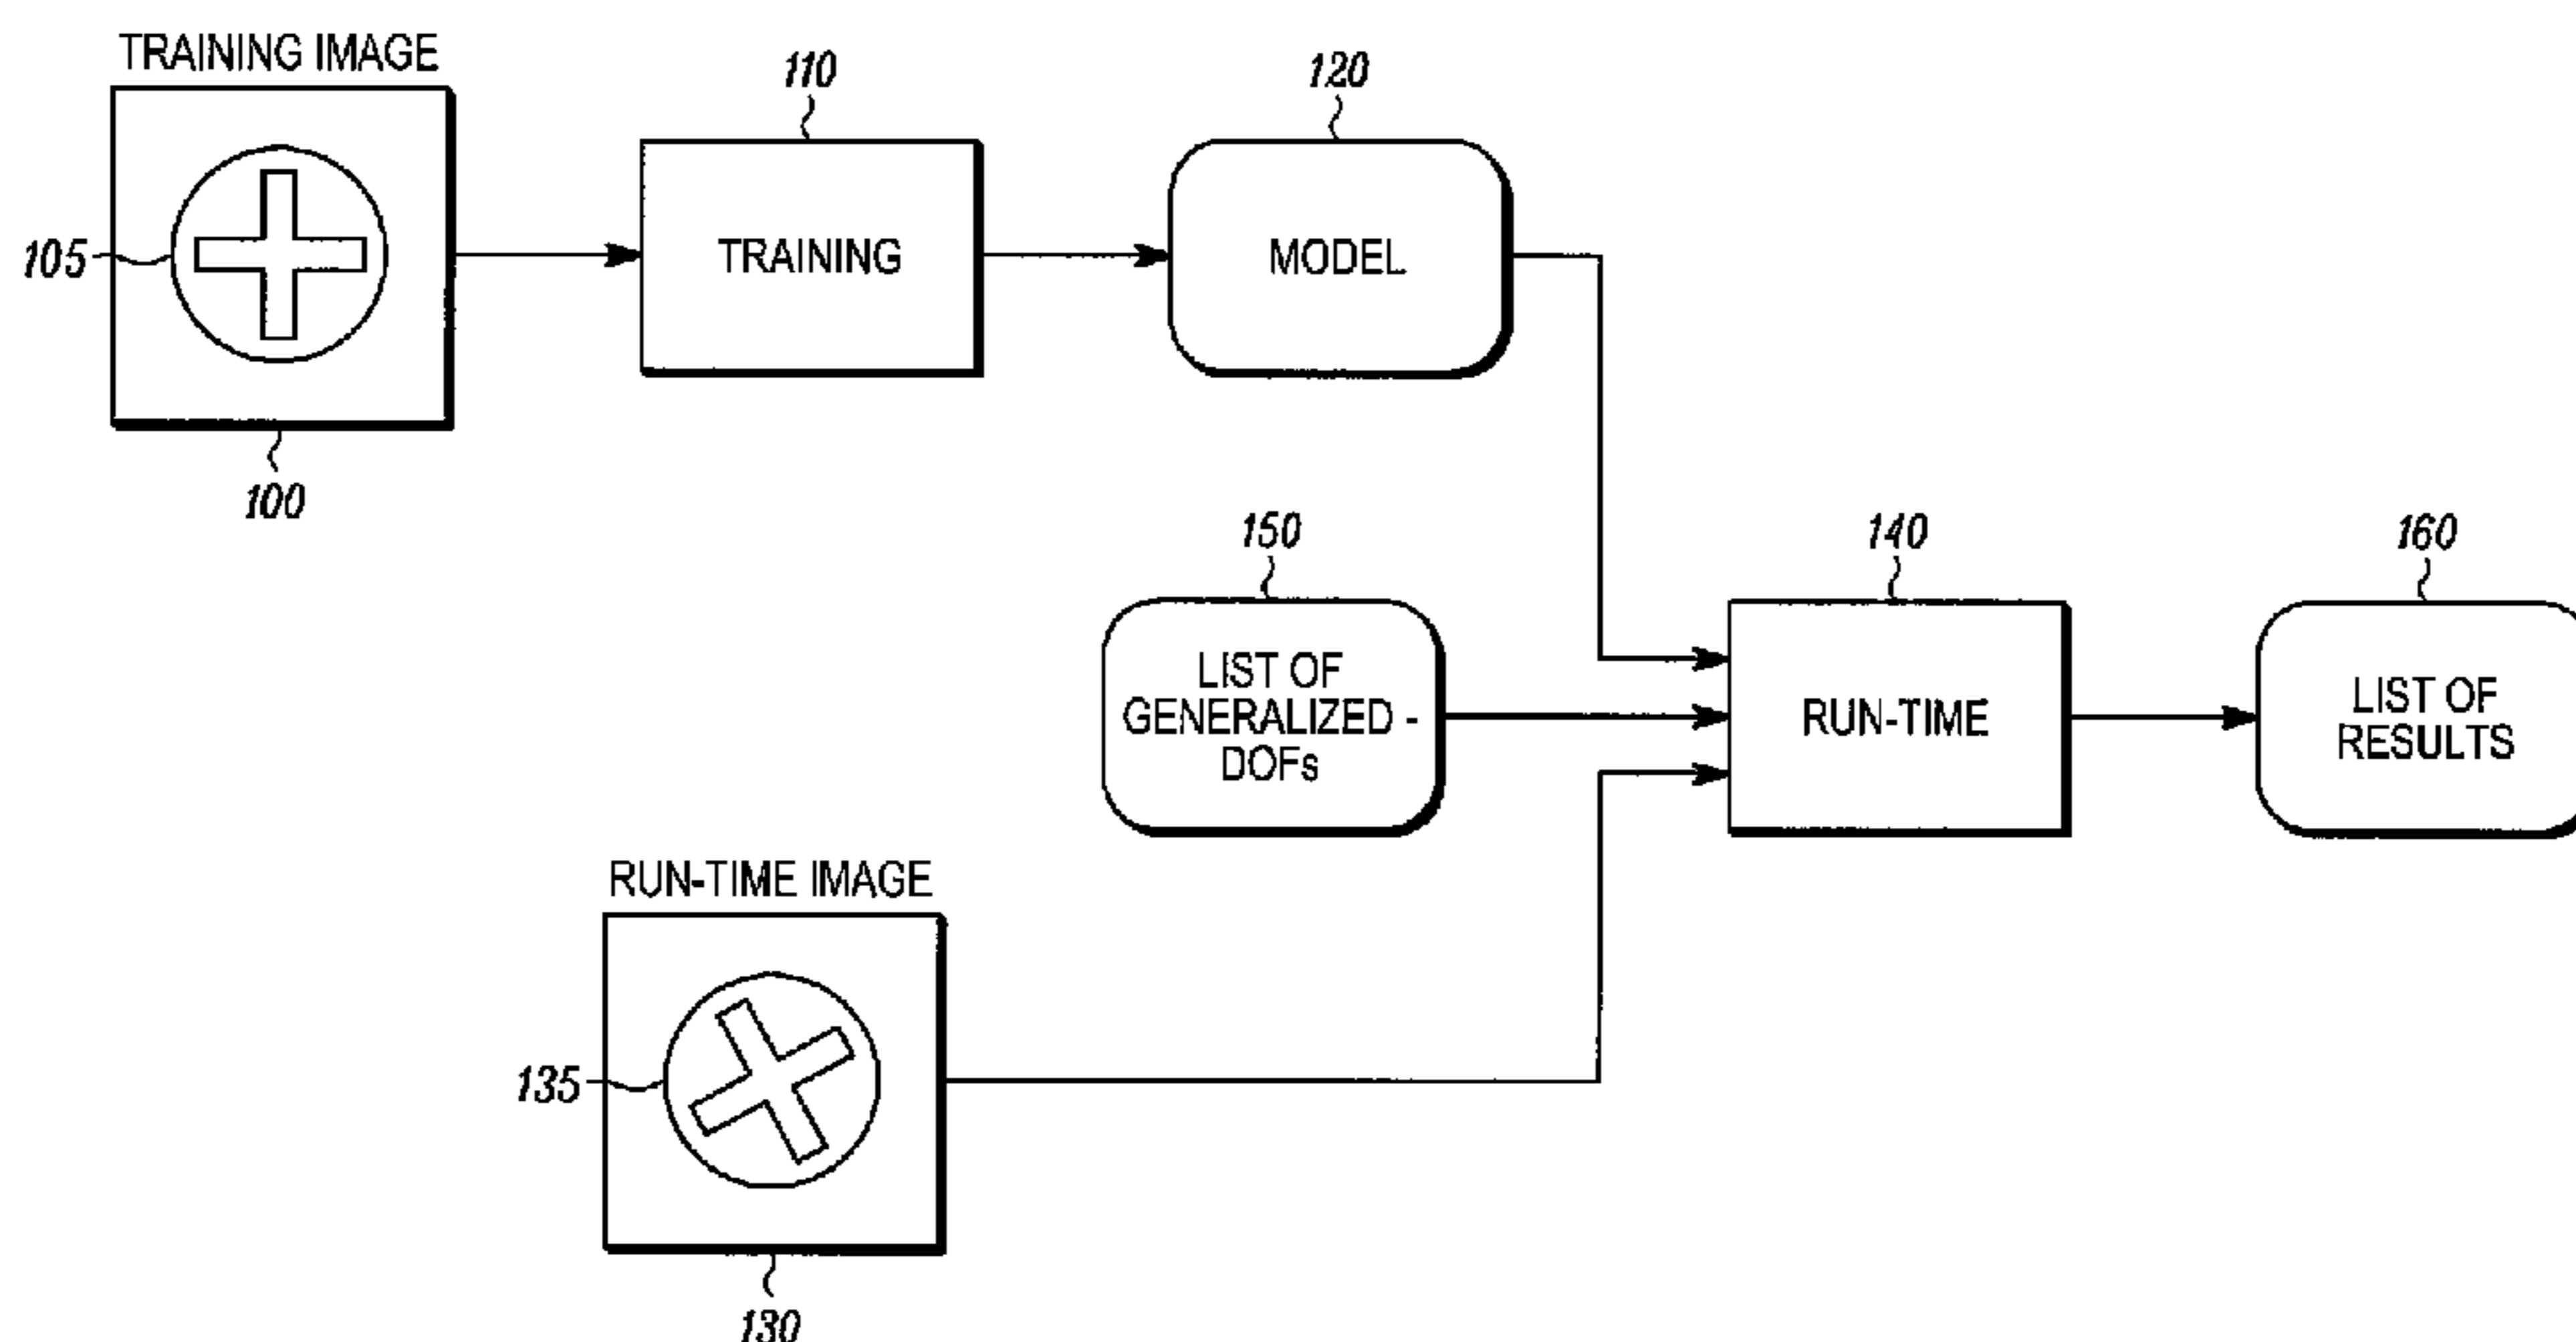 TRAINING IMAGE
110
120
105
TRAINING
MODEL
100
150
140
160
LIST OF
GENERALIZED -
DOFs
RUN-TIME
LIST OF
RESULTS
RUN-TIME IMAGE
135
130